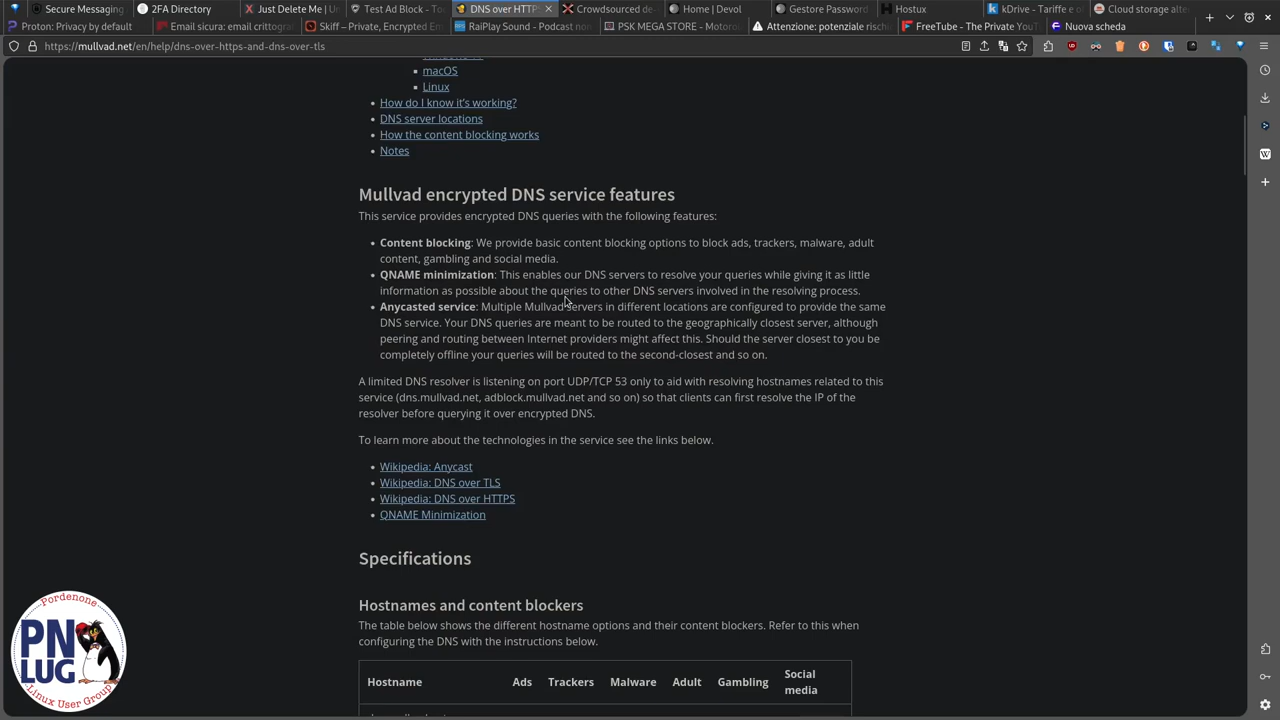 Secure Messaging
2FA Directory
Just Delete Me | 
Test Ad Block - Too
DNS over HTTPS
Crowdsourced de
Home | Devol
Gestore Password
Hostux
kDrive - Tariffe e o
Cloud storage alte
Proton: Privacy by default
Email sicura: email crittogra
Skiff – Private, Encrypted Em
RaiPlay Sound - Podcast non
PSK MEGA STORE - Motorol
Attenzione: potenziale risch
FreeTube - The Private YouT
Nuova scheda
https://mullvad.net/en/help/dns-over-https-and-dns-over-tls
macOS
Linux
How do I know it's working?
DNS server locations
How the content blocking works
Notes
Mullvad encrypted DNS service features
This service provides encrypted DNS queries with the following features:
Content blocking: We provide basic content blocking options to block ads, trackers, malware, adult
content, gambling and social media.
QNAME minimization: This enables our DNS servers to resolve your queries while giving it as little
information as possible about the queries to other DNS servers involved in the resolving process.
Anycasted service: Multiple Mullvad servers in different locations are configured to provide the same
DNS service. Your DNS queries are meant to be routed to the geographically closest server, although
peering and routing between Internet providers might affect this. Should the server closest to you be
completely offline your queries will be routed to the second-closest and so on.
A limited DNS resolver is listening on port UDP/TCP 53 only to aid with resolving hostnames related to this
service (dns.mullvad.net, adblock.mullvad.net and so on) so that clients can first resolve the IP of the
resolver before querying it over encrypted DNS.
To learn more about the technologies in the service see the links below.
Wikipedia: Anycast
Wikipedia: DNS over TLS
Wikipedia: DNS over HTTPS
QNAME Minimization
Specifications
Hostnames and content blockers
The table below shows the different hostname options and their content blockers. Refer to this when
configuring the DNS with the instructions below.
Hostname Ads Trackers Malware Adult Gambling Social media
Pordenone
PN
LUG
Linux User Group